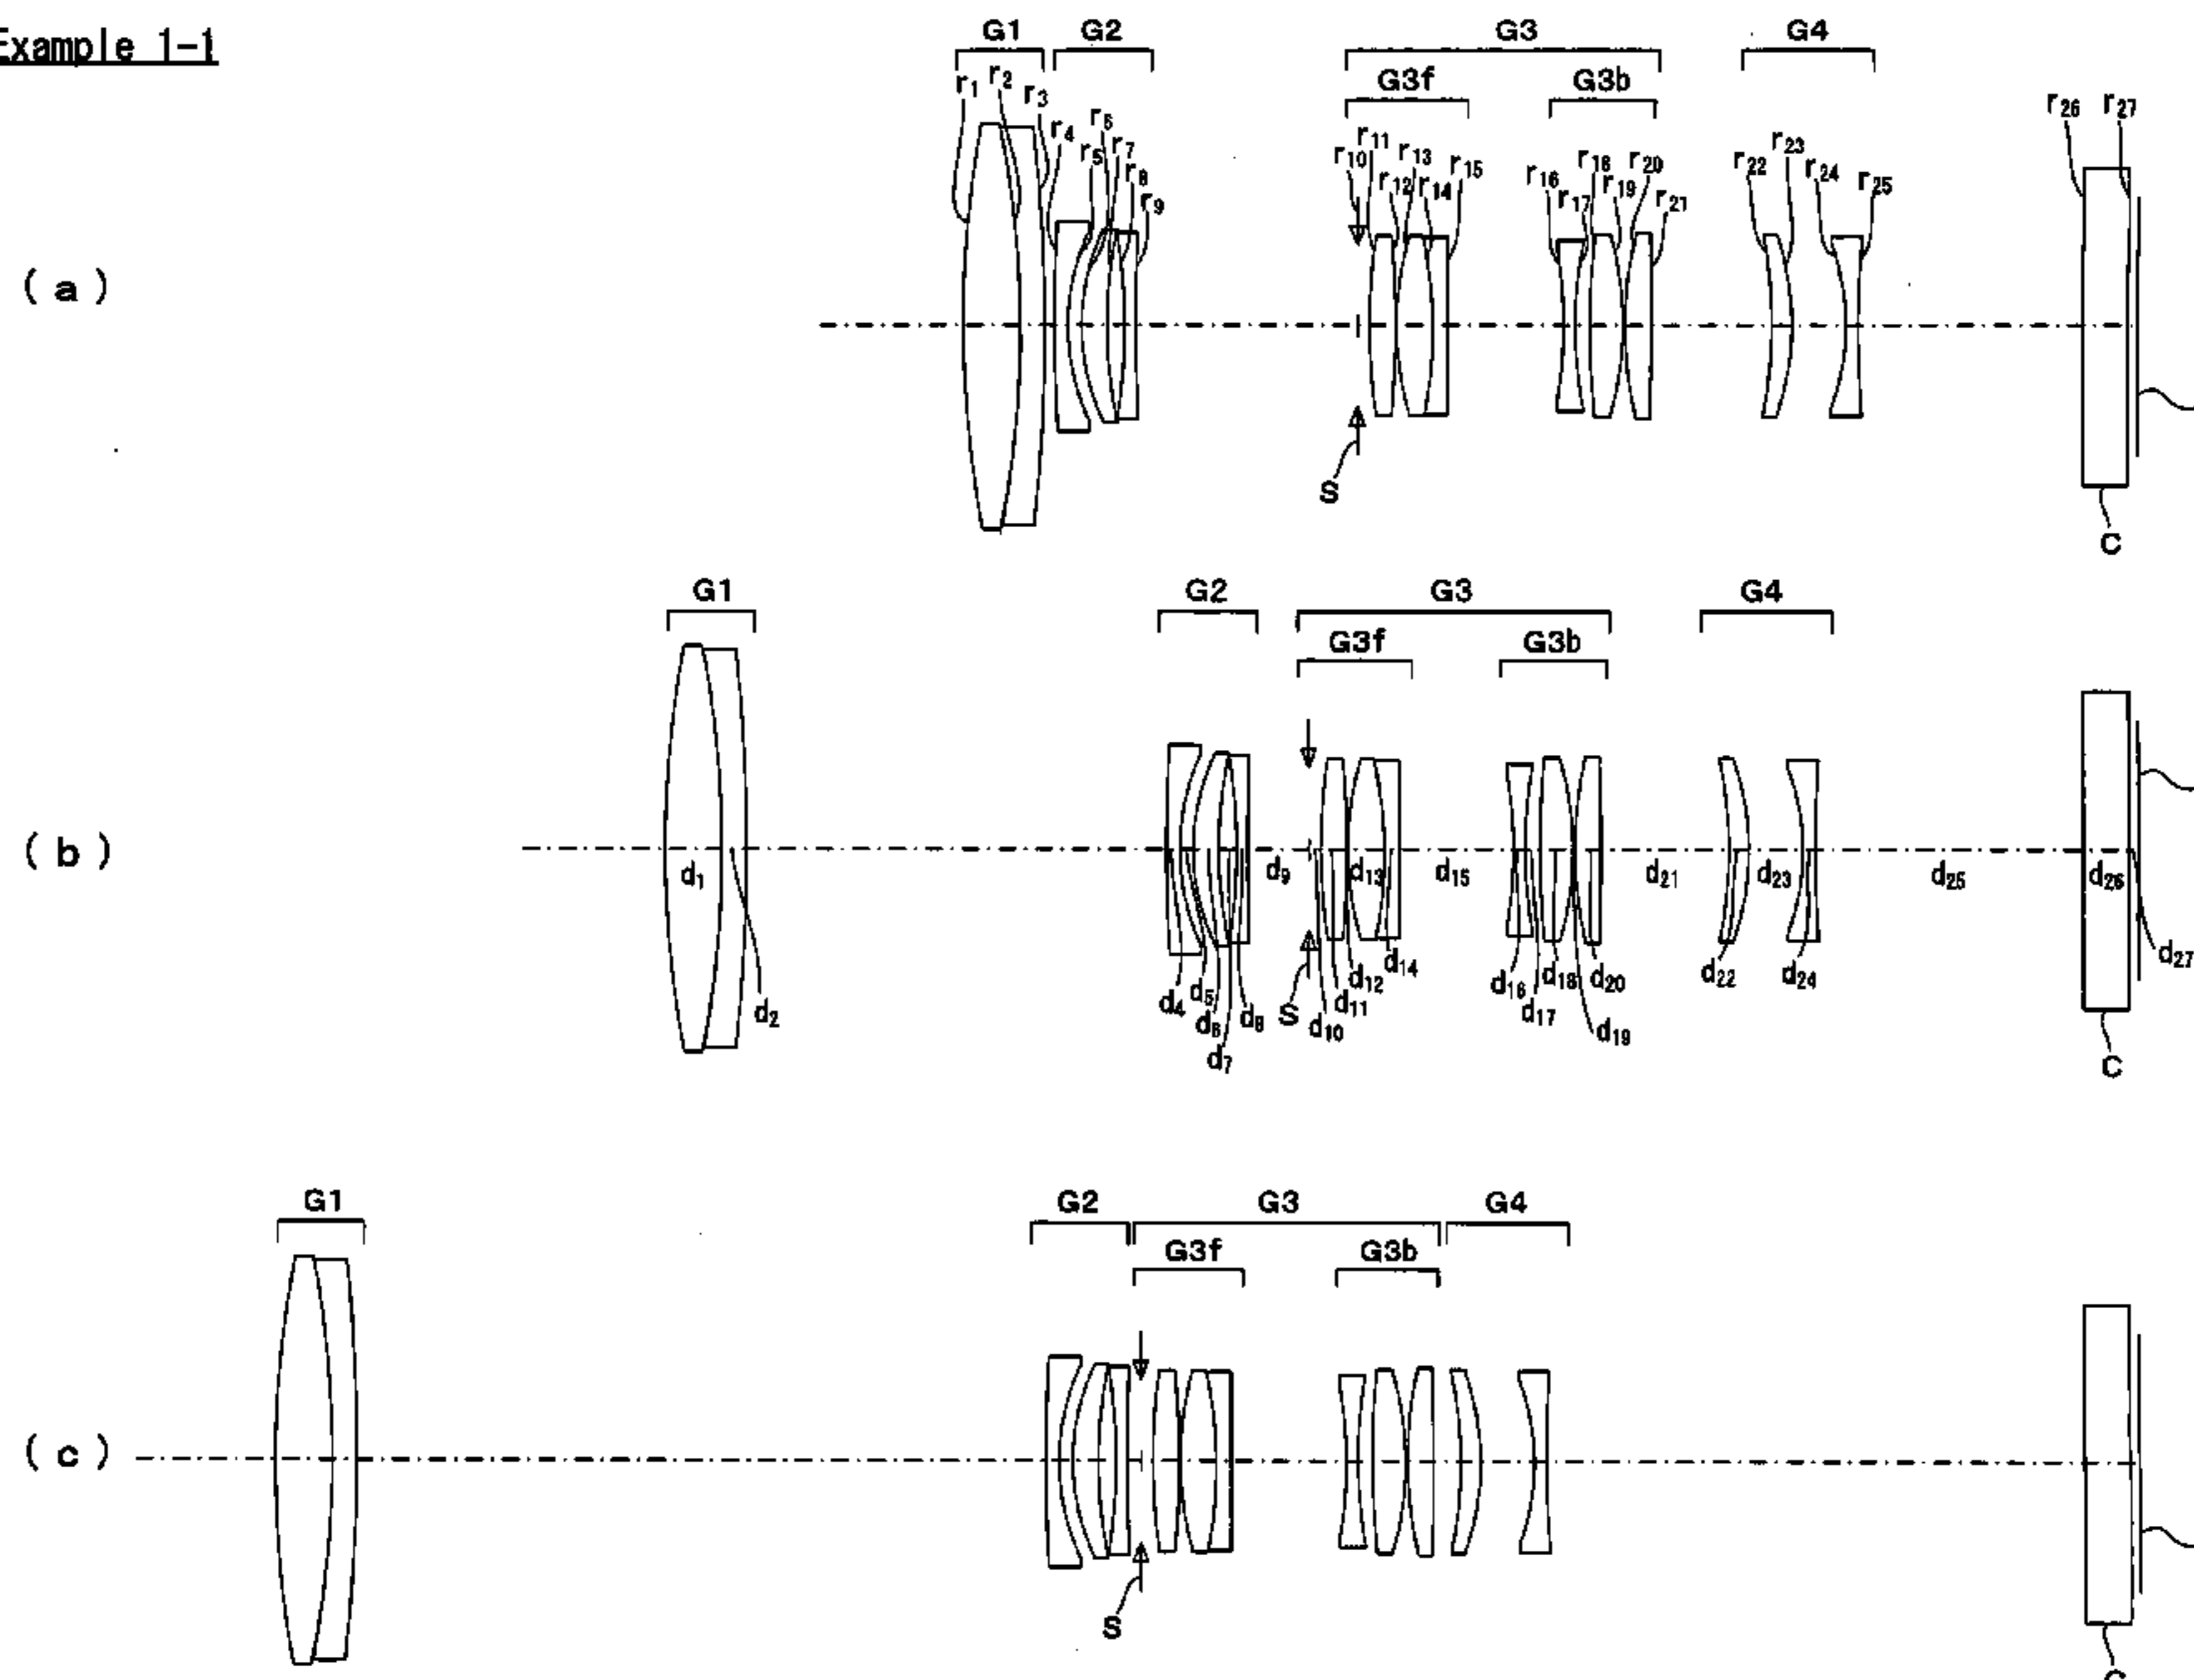 Example 1-1
G1 G2 G3 G4
G3f G3b
r1 r2 r3 r4 r5 r6 r7 r8 r9
r10 r11 r12 r13 r14 r15
r16 r17 r18 r19 r20 r21
r22 r23 r24 r25
r26 r27
( a )
S
C
G1 G2 G3 G4
G3f G3b
( b )
d1 d2 d4 d5 d6 d7 d8 d9
S
d10 d11 d12 d13 d14 d15
d16 d17 d18 d19 d20 d21
d22 d23 d24 d25 d26 d27
C
G1 G2 G3 G4
G3f G3b
( c )
S